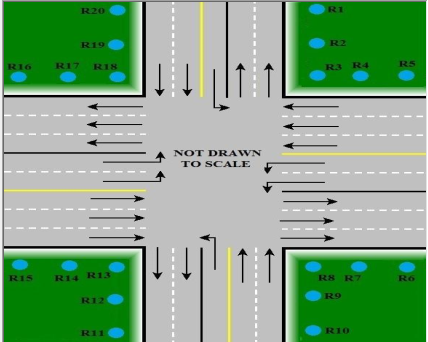 R20
R1
R19
R2
R16 R17 R18
R3 R4 R5
NOT DRAWN
TO SCALE
R15 R14 R13
R8 R7 R6
R12
R9
R11
R10